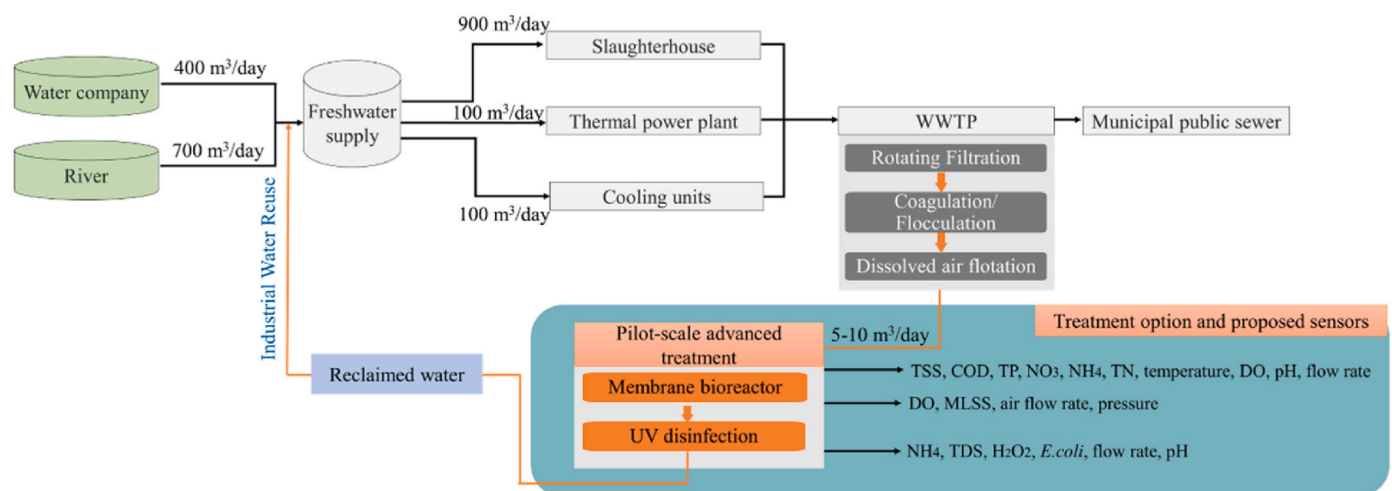 900 m³/day
Slaughterhouse
400 m³/day
Water company
Freshwater
supply
100 m³/day
Thermal power plant
WWTP
Municipal public sewer
700 m³/day
River
Rotating Filtration
100 m³/day
Cooling units
Coagulation/
Flocculation
Dissolved air flotation
Industrial Water Reuse
Pilot-scale advanced
treatment
5-10 m³/day
Treatment option and proposed sensors
Reclaimed water
Membrane bioreactor
UV disinfection
TSS, COD, TP, NO₃, NH₄, TN, temperature, DO, pH, flow rate
DO, MLSS, air flow rate, pressure
NH₄, TDS, H₂O₂, E.coli, flow rate, pH